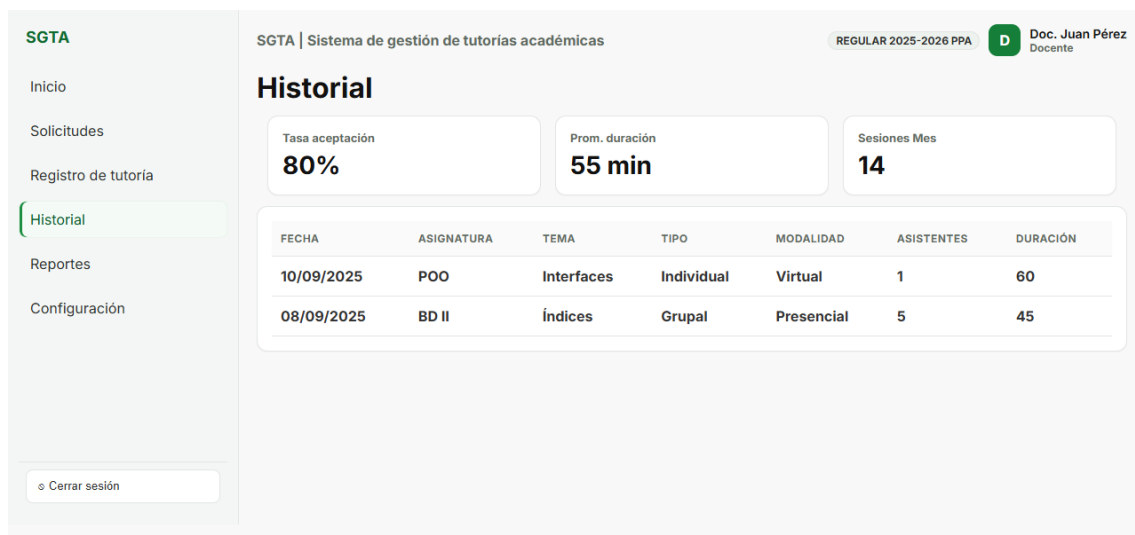 SGTA
Inicio
Solicitudes
Registro de tutoría
Historial
Reportes
Configuración
Cerrar sesión
SGTA | Sistema de gestión de tutorías académicas
REGULAR 2025-2026 PPA
D
Doc. Juan Pérez
Docente
Historial
Tasa aceptación
80%
Prom. duración
55 min
Sesiones Mes
14
FECHA ASIGNATURA TEMA TIPO MODALIDAD ASISTENTES DURACIÓN
10/09/2025 POO Interfaces Individual Virtual 1 60
08/09/2025 BD II Índices Grupal Presencial 5 45